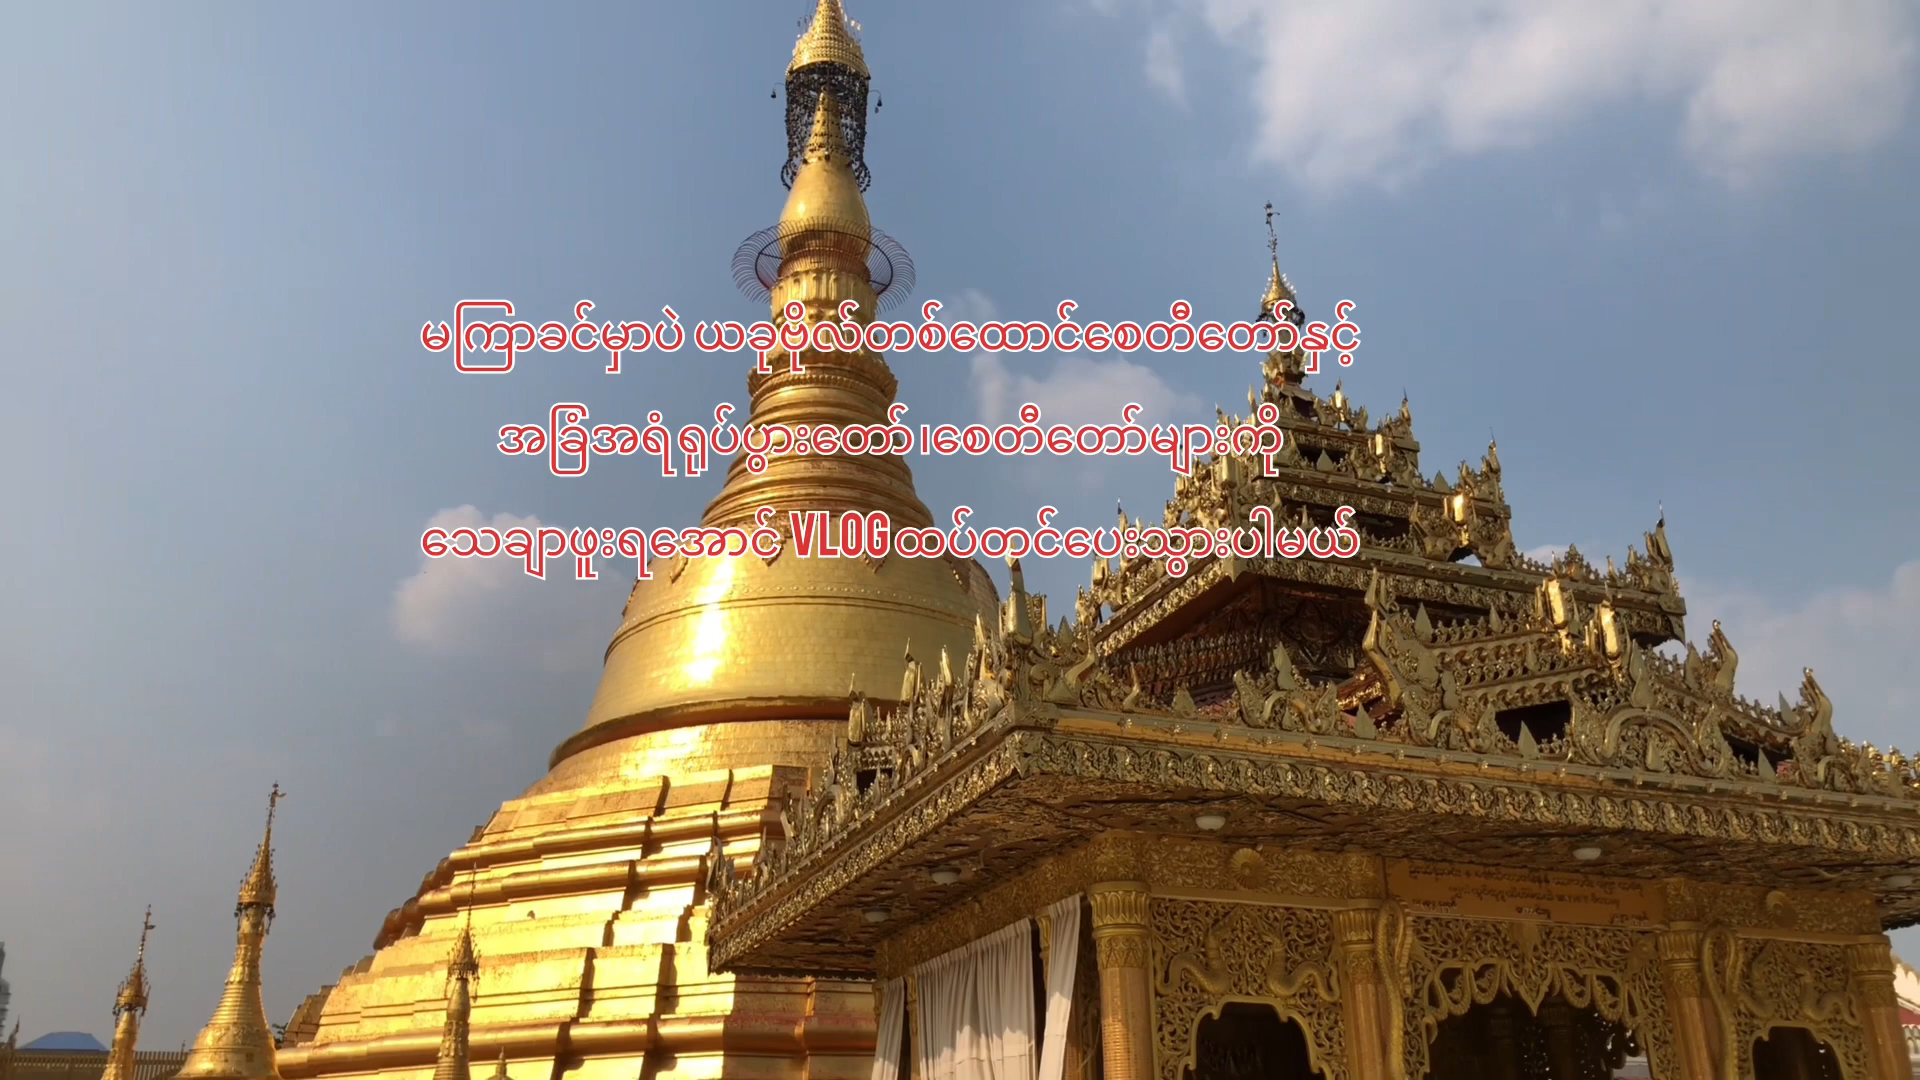 မကြာခင်မှာပဲ ယခုဗိုလ်တစ်ထောင်စေတီတော်နှင့်
အခြံအရံရုပ်ပွားတော်၊စေတီတော်များကို
သေချာဖူးရအောင် VLOG ထပ်တင်ပေးသွားပါမယ်